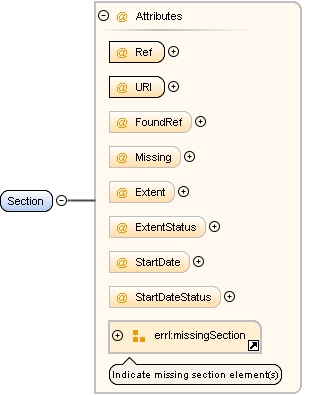 Attributes
@ Ref
@ URI
@ FoundRef
@ Missing
@ Extent
@ ExtentStatus
Section
@ StartDate
@ StartDateStatus
errl:missingSection
Indicate missing section element(s)